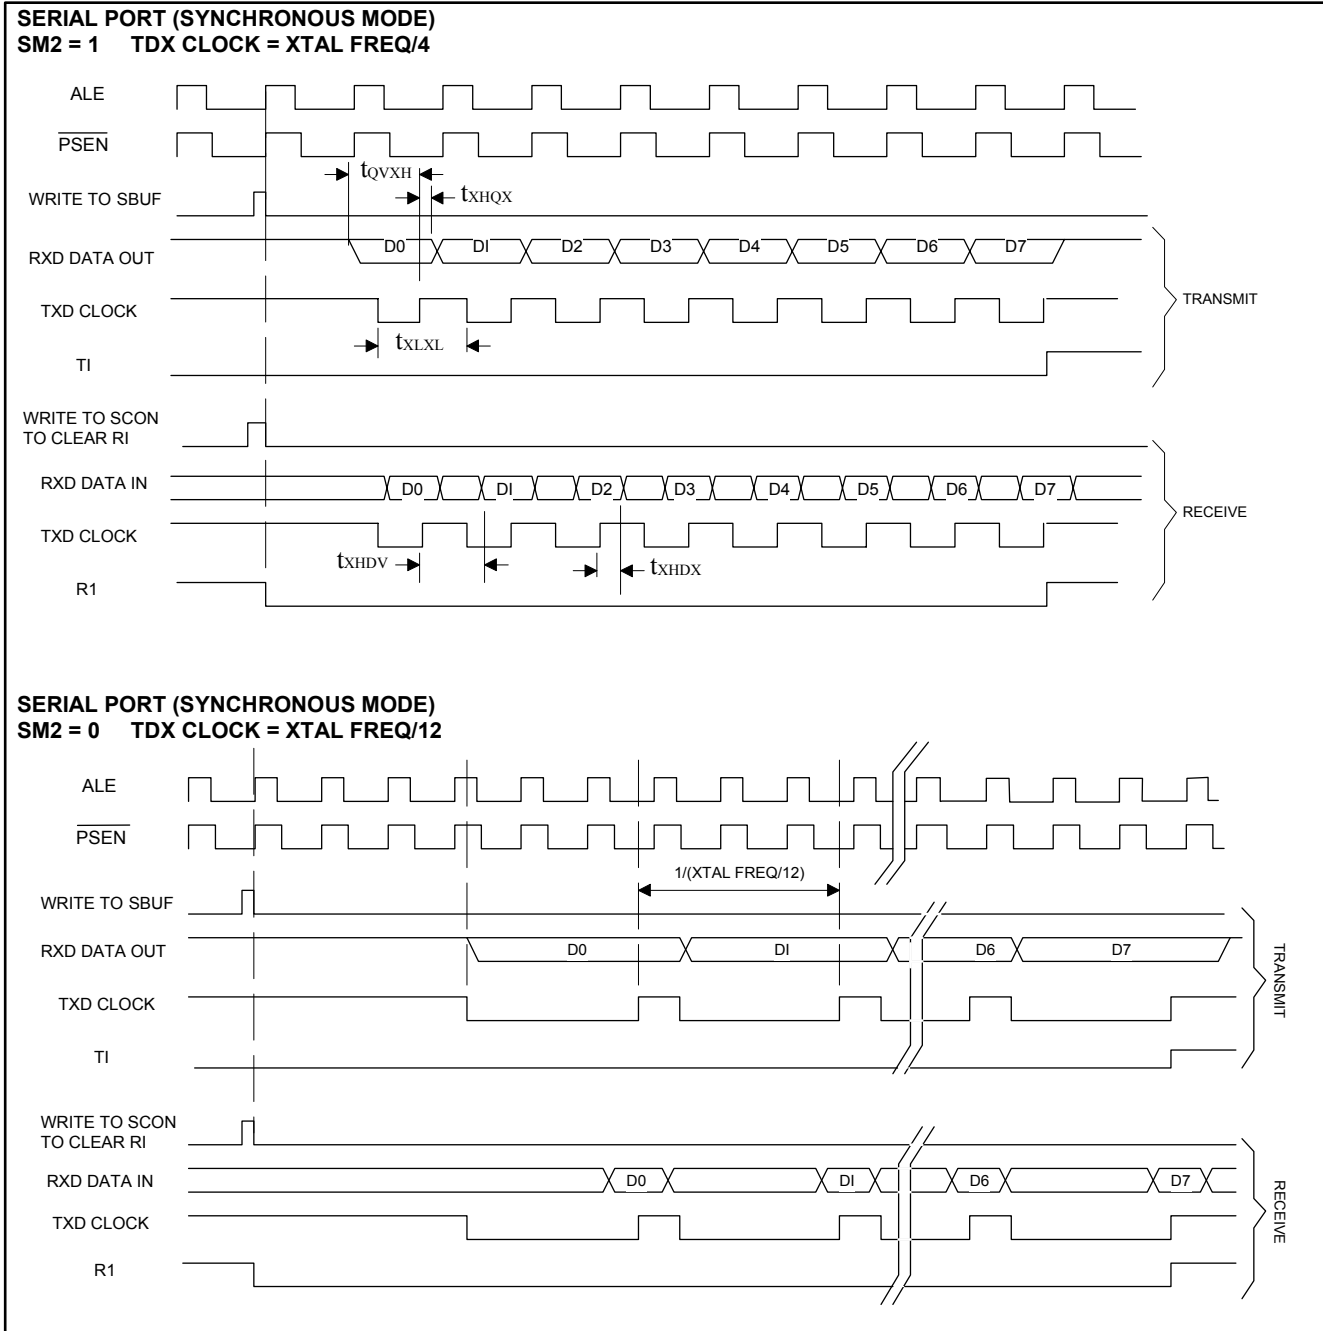 SERIAL PORT (SYNCHRONOUS MODE)
SM2 = 1 TDX CLOCK = XTAL FREQ/4
ALE
PSEN
tQVXH
WRITE TO SBUF
tXHQX
RXD DATA OUT
D0 DI D2 D3 D4 D5 D6 D7
TXD CLOCK
TRANSMIT
tXLXL
TI
WRITE TO SCON
TO CLEAR RI
RXD DATA IN
D0 DI D2 D3 D4 D5 D6 D7
TXD CLOCK
RECEIVE
tXHDV
tXHDX
R1
SERIAL PORT (SYNCHRONOUS MODE)
SM2 = 0 TDX CLOCK = XTAL FREQ/12
ALE
PSEN
1/(XTAL FREQ/12)
WRITE TO SBUF
RXD DATA OUT
D0 DI D6 D7
TRANSMIT
TXD CLOCK
TI
WRITE TO SCON
TO CLEAR RI
RXD DATA IN
D0 DI D6 D7
RECEIVE
TXD CLOCK
R1